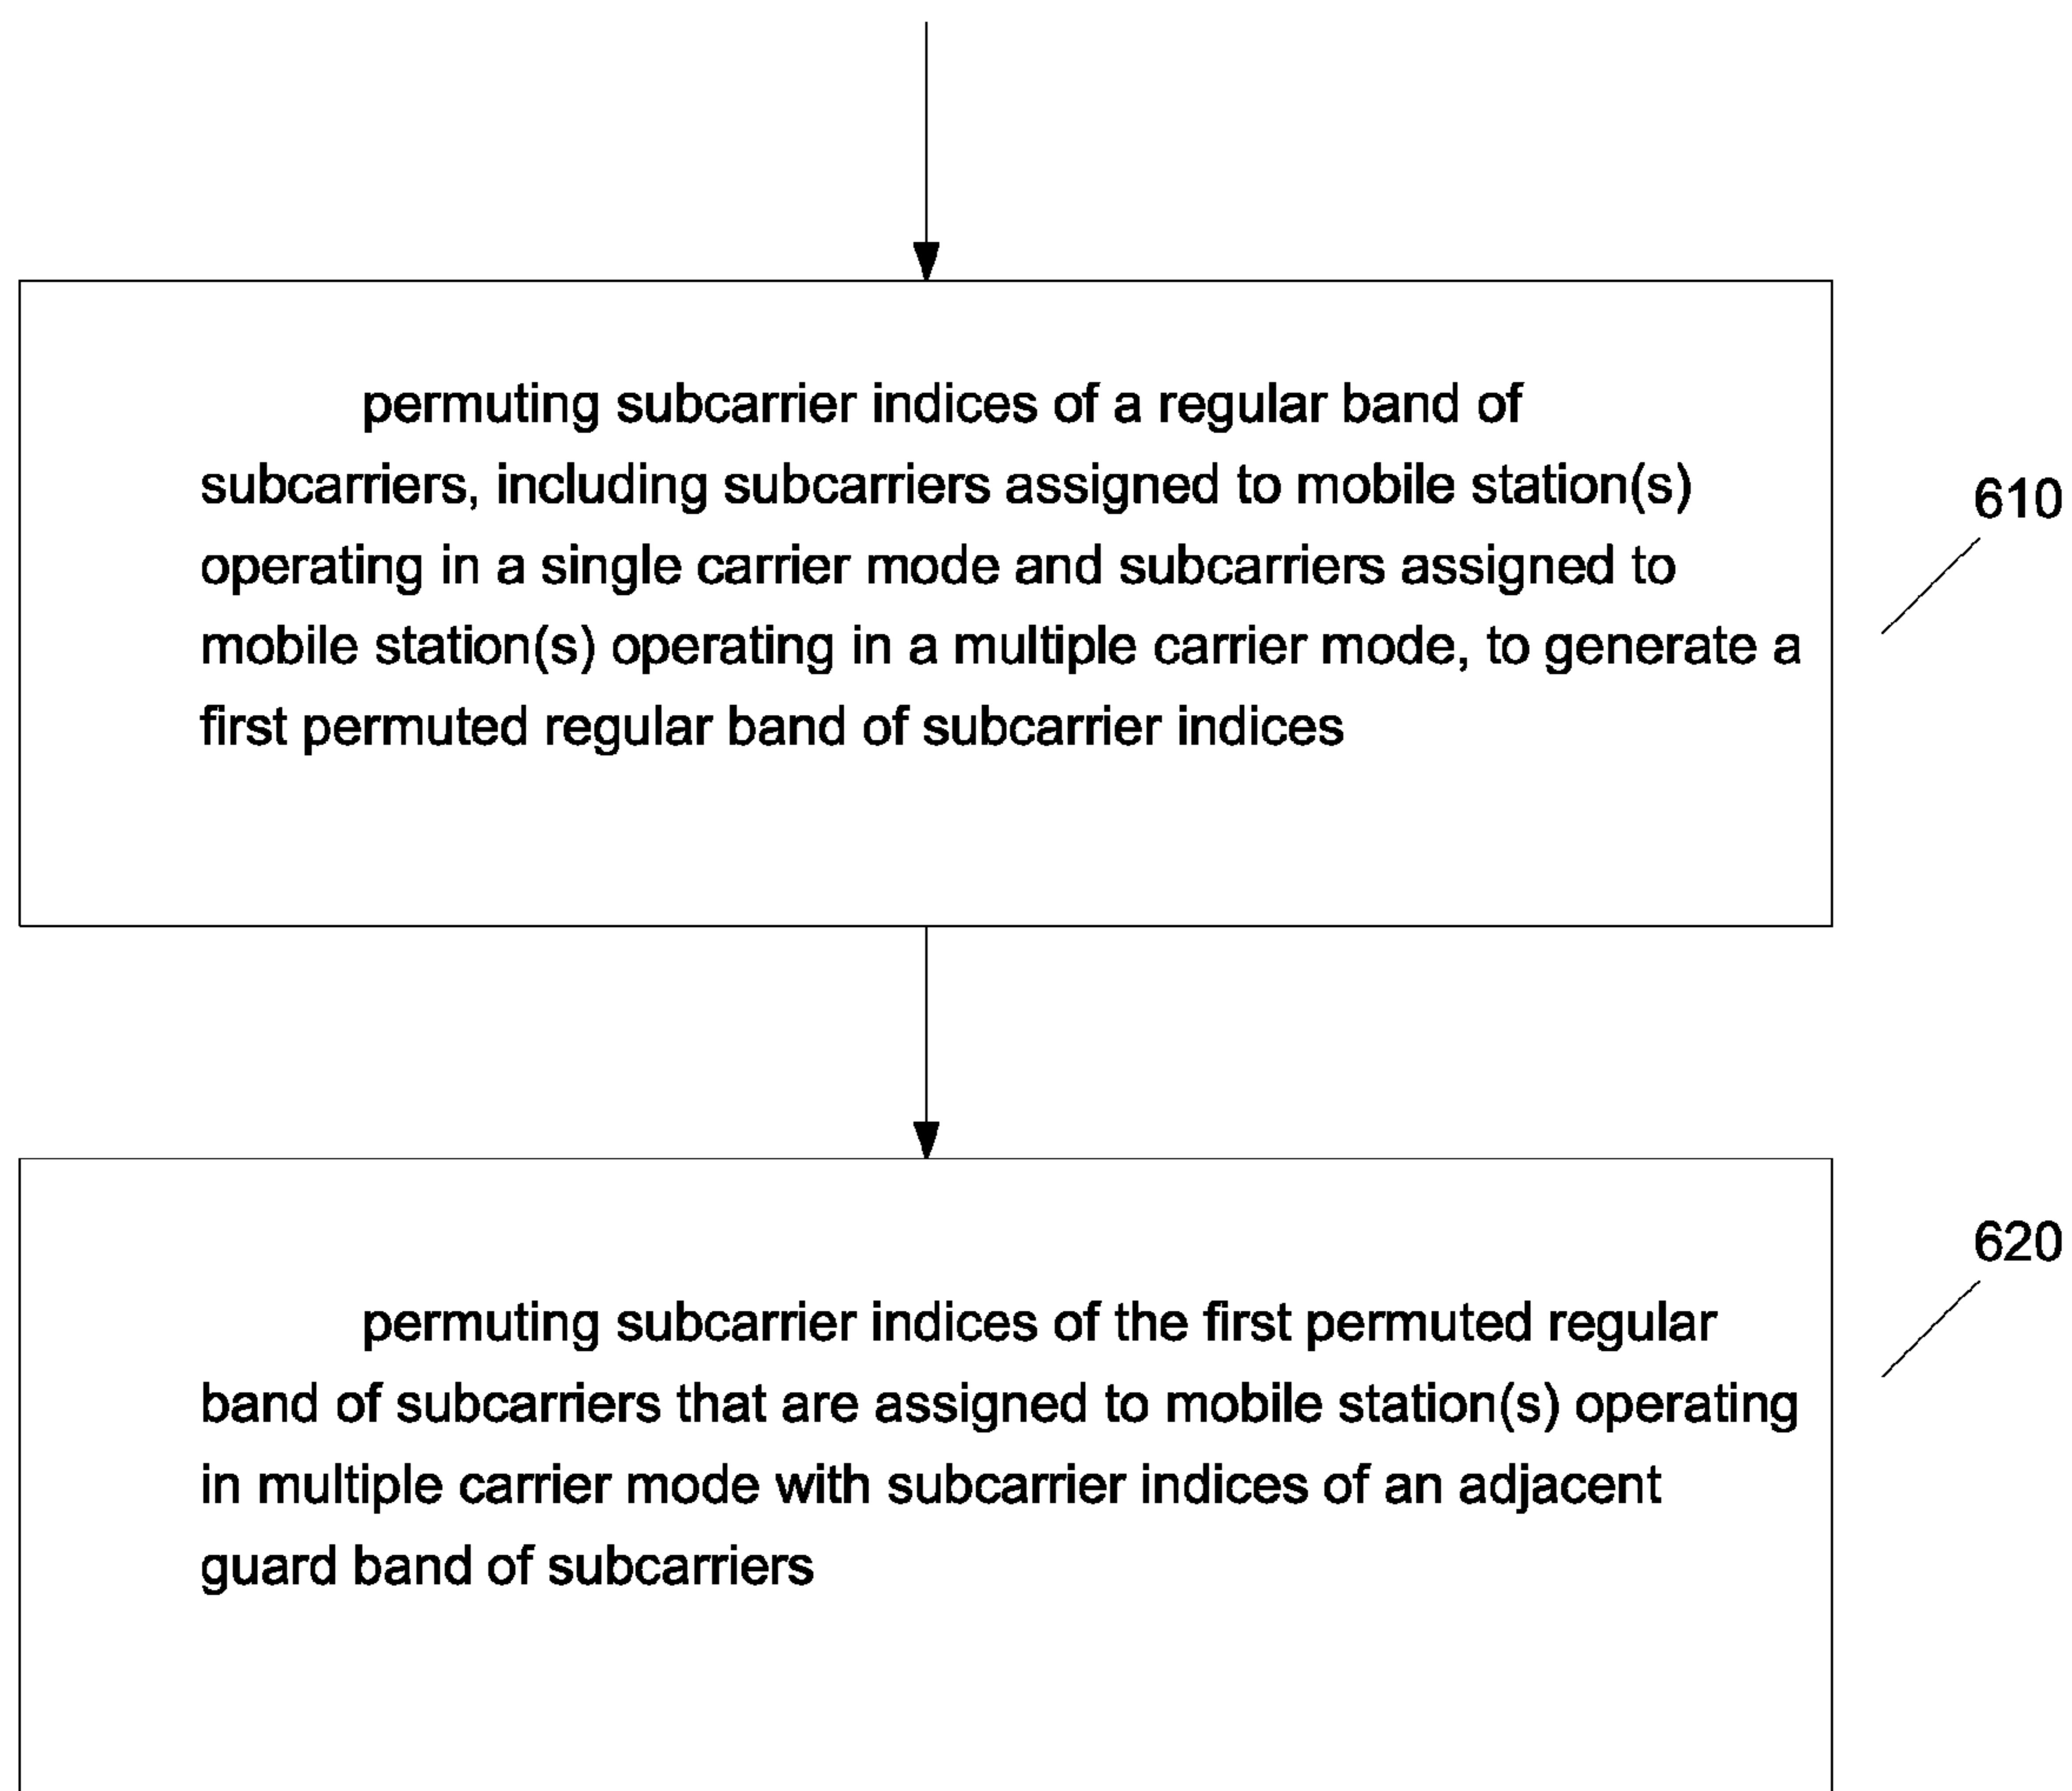 permuting subcarrier indices of a regular band of
subcarriers, including subcarriers assigned to mobile station(s)
operating in a single carrier mode and subcarriers assigned to
mobile station(s) operating in a multiple carrier mode, to generate a
first permuted regular band of subcarrier indices
610
permuting subcarrier indices of the first permuted regular
band of subcarriers that are assigned to mobile station(s) operating
in multiple carrier mode with subcarrier indices of an adjacent
guard band of subcarriers
620